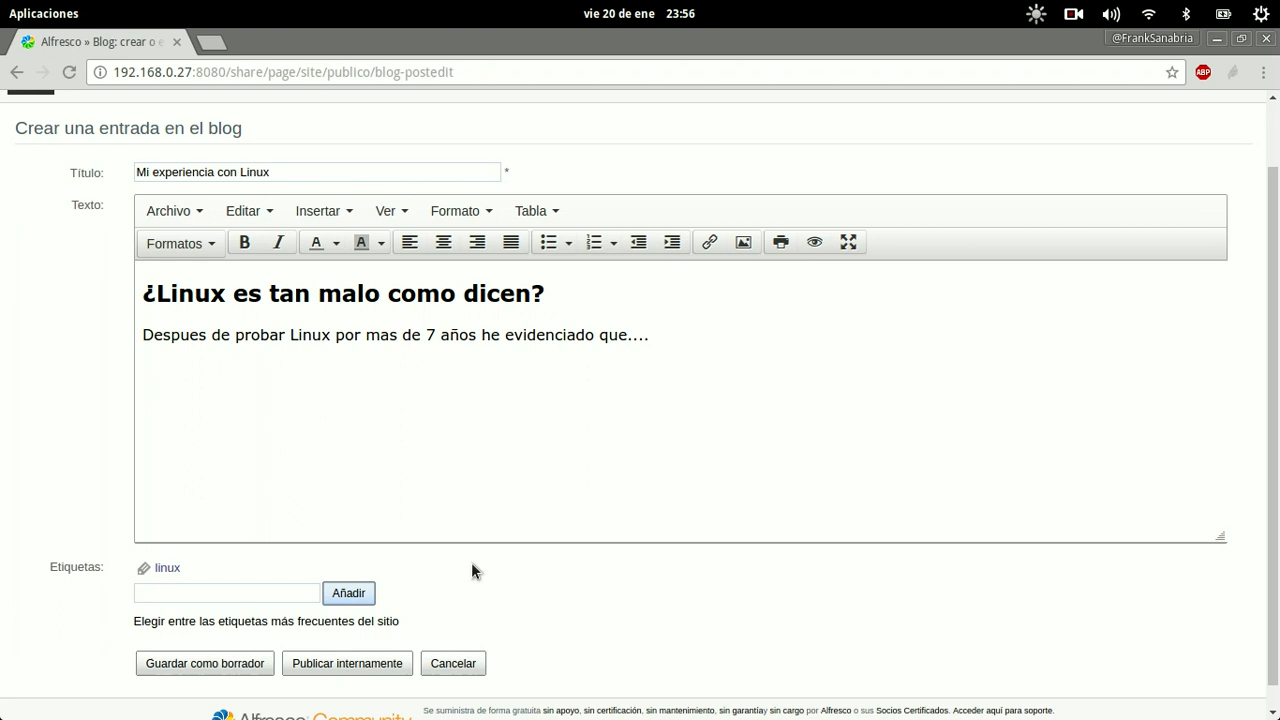 Aplicaciones
vie 20 de ene 23:56
Alfresco » Blog: crear o e
@FrankSanabria
192.168.0.27:8080/share/page/site/publico/blog-postedit
ABP
Crear una entrada en el blog
Título:
Mi experiencia con Linux
*
Texto:
Archivo
Editar
Insertar
Ver
Formato
Tabla
Formatos
B
I
A
A
¿Linux es tan malo como dicen?
Despues de probar Linux por mas de 7 años he evidenciado que....
Etiquetas:
linux
Añadir
Elegir entre las etiquetas más frecuentes del sitio
Guardar como borrador
Publicar internamente
Cancelar
Alfresco Community
Se suministra de forma gratuita sin apoyo, sin certificación, sin mantenimiento, sin garantíay sin cargo por Alfresco o sus Socios Certificados. Acceder aquí para soporte.